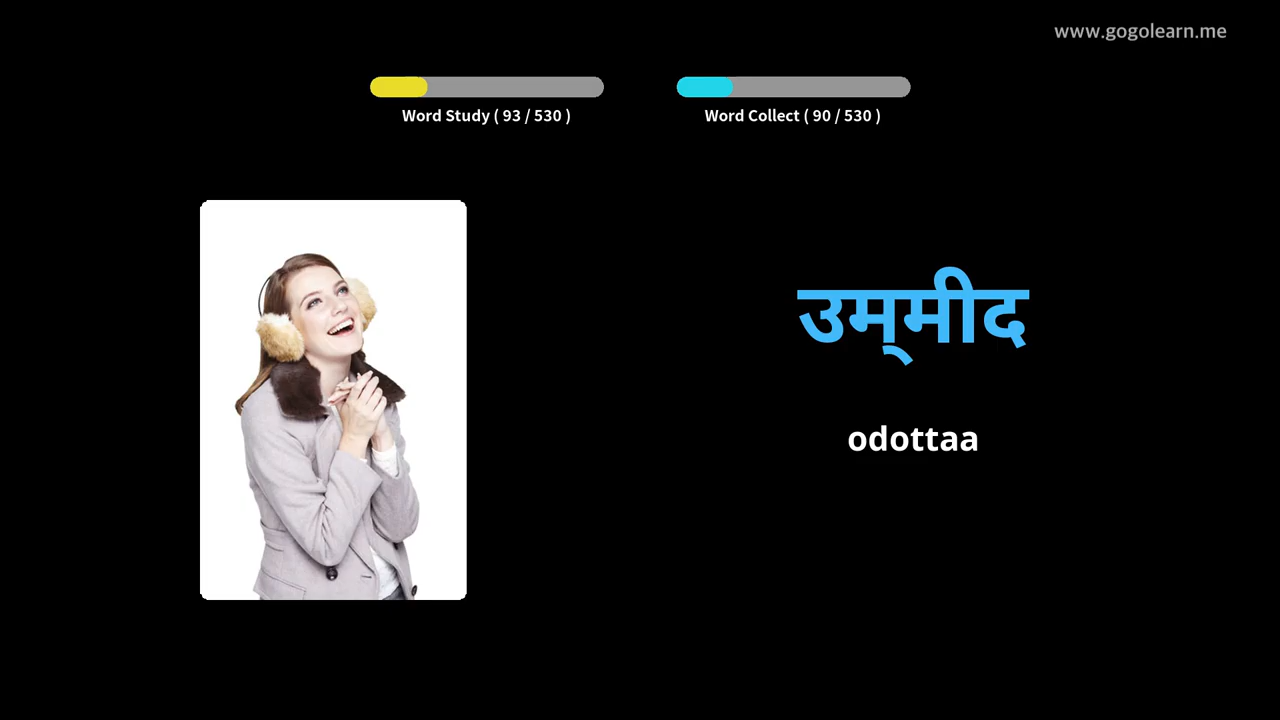 www.gogolearn.me
Word Study ( 93 / 530 )
Word Collect ( 90 / 530 )
उम्‌मीद
odottaa